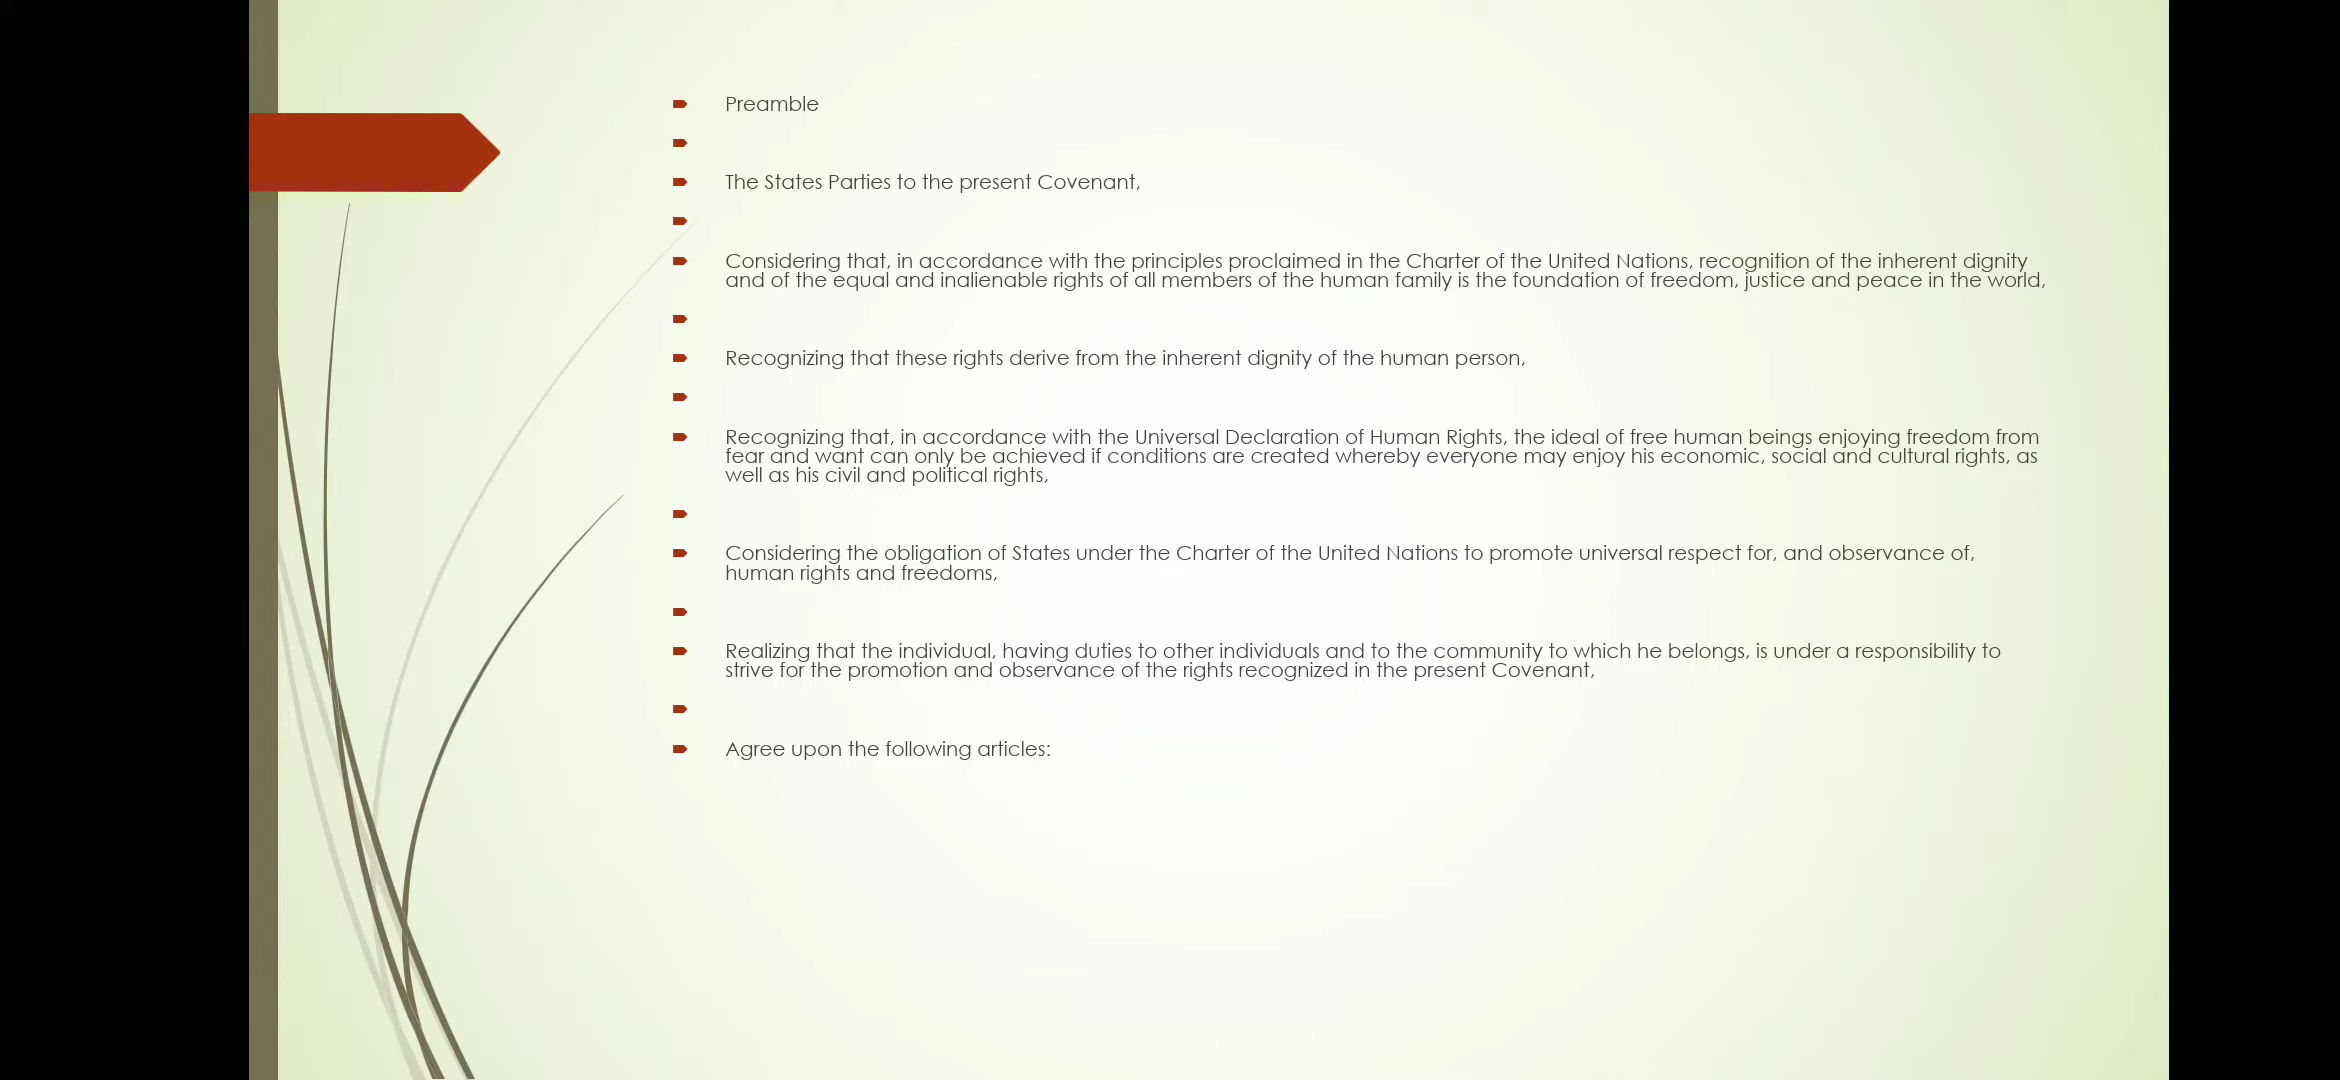 Preamble
The States Parties to the present Covenant,
Considering that, in accordance with the principles proclaimed in the Charter of the United Nations, recognition of the inherent dignity
and of the equal and inalienable rights of all members of the human family is the foundation of freedom, justice and peace in the world,
Recognizing that these rights derive from the inherent dignity of the human person,
Recognizing that, in accordance with the Universal Declaration of Human Rights, the ideal of free human beings enjoying freedom from
fear and want can only be achieved if conditions are created whereby everyone may enjoy his economic, social and cultural rights, as
well as his civil and political rights,
Considering the obligation of States under the Charter of the United Nations to promote universal respect for, and observance of,
human rights and freedoms,
Realizing that the individual, having duties to other individuals and to the community to which he belongs, is under a responsibility to
strive for the promotion and observance of the rights recognized in the present Covenant,
Agree upon the following articles: